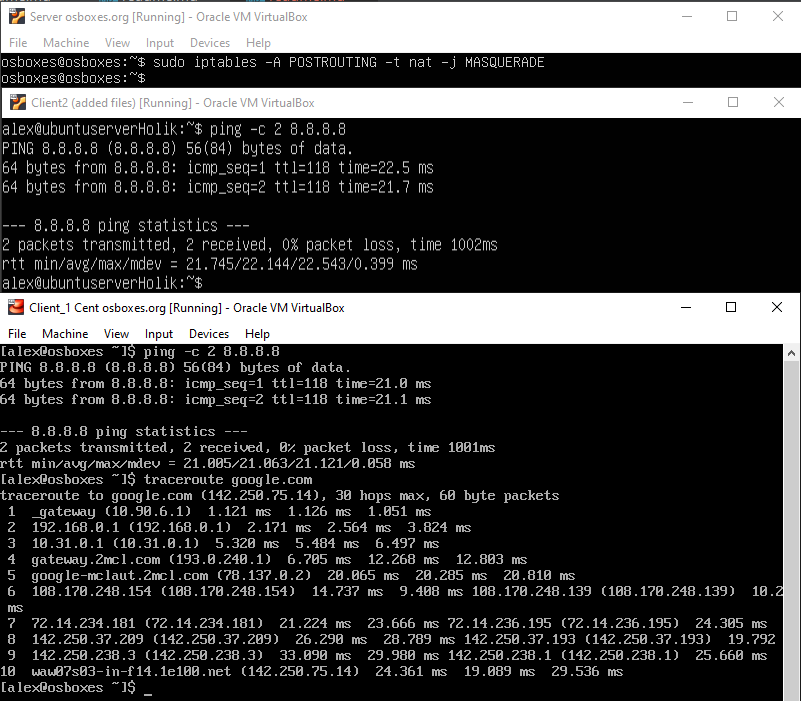 Server osboxes.org [Running] - Oracle VM VirtualBox
File Machine View Input Devices Help
osboxes@osboxes:~$ sudo iptables -A POSTROUTING -t nat -j MASQUERADE
osboxes@osboxes:~$
Client2 (added files) [Running] - Oracle VM VirtualBox
alex@ubuntuserverHolik:~$ ping -c 2 8.8.8.8
PING 8.8.8.8 (8.8.8.8) 56(84) bytes of data.
64 bytes from 8.8.8.8: icmp_seq=1 ttl=118 time=22.5 ms
64 bytes from 8.8.8.8: icmp_seq=2 ttl=118 time=21.7 ms
--- 8.8.8.8 ping statistics ---
2 packets transmitted, 2 received, 0% packet loss, time 1002ms
rtt min/avg/max/mdev = 21.745/22.144/22.543/0.399 ms
alex@ubuntuserverHolik:~$
Client_1 Cent osboxes.org [Running] - Oracle VM VirtualBox
File Machine View Input Devices Help
[alex@osboxes ~]$ ping -c 2 8.8.8.8
PING 8.8.8.8 (8.8.8.8) 56(84) bytes of data.
64 bytes from 8.8.8.8: icmp_seq=1 ttl=118 time=21.0 ms
64 bytes from 8.8.8.8: icmp_seq=2 ttl=118 time=21.1 ms
--- 8.8.8.8 ping statistics ---
2 packets transmitted, 2 received, 0% packet loss, time 1001ms
rtt min/avg/max/mdev = 21.005/21.063/21.121/0.058 ms
[alex@osboxes ~]$ traceroute google.com
traceroute to google.com (142.250.75.14), 30 hops max, 60 byte packets
1 _gateway (10.90.6.1) 1.121 ms 1.126 ms 1.051 ms
2 192.168.0.1 (192.168.0.1) 2.171 ms 2.564 ms 3.824 ms
3 10.31.0.1 (10.31.0.1) 5.320 ms 5.484 ms 6.497 ms
4 gateway.2mcl.com (193.0.240.1) 6.705 ms 12.268 ms 12.803 ms
5 google-mclaut.2mcl.com (78.137.0.2) 20.065 ms 20.285 ms 20.810 ms
6 108.170.248.154 (108.170.248.154) 14.737 ms 9.408 ms 108.170.248.139 (108.170.248.139) 10.2
ms
7 72.14.234.181 (72.14.234.181) 21.224 ms 23.666 ms 72.14.236.195 (72.14.236.195) 24.305 ms
8 142.250.37.209 (142.250.37.209) 26.290 ms 28.789 ms 142.250.37.193 (142.250.37.193) 19.792
9 142.250.238.3 (142.250.238.3) 33.090 ms 29.980 ms 142.250.238.1 (142.250.238.1) 25.660 ms
10 waw07s03-in-f14.1e100.net (142.250.75.14) 24.361 ms 19.089 ms 29.536 ms
[alex@osboxes ~]$ _